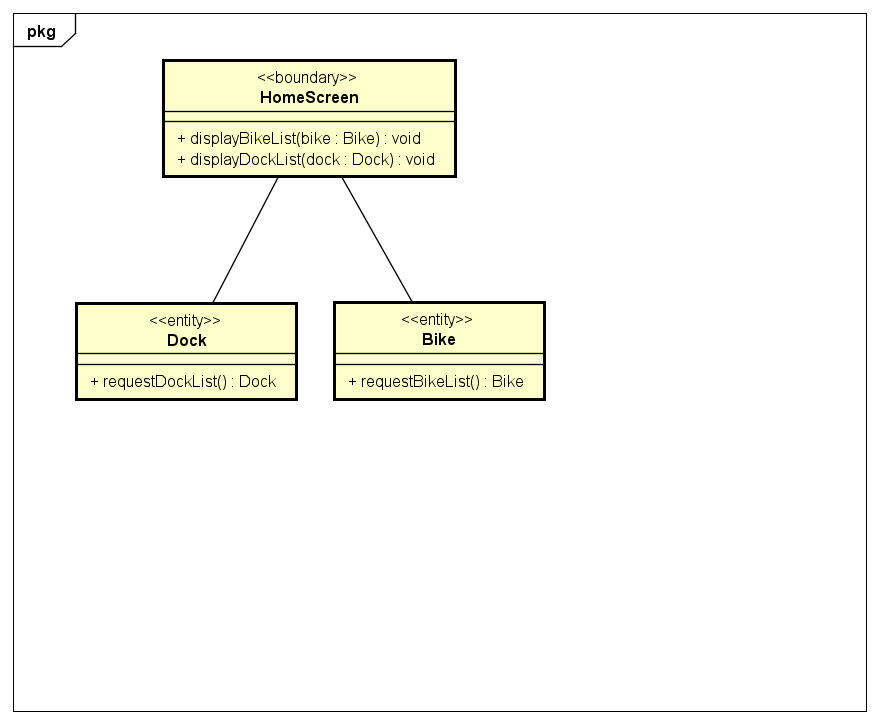 pkg
<<boundary>>
HomeScreen
+ displayBikeList(bike : Bike) : void
+ displayDockList(dock : Dock) : void
<<entity>>
Dock
+ requestDockList() : Dock
<<entity>>
Bike
+ requestBikeList() : Bike